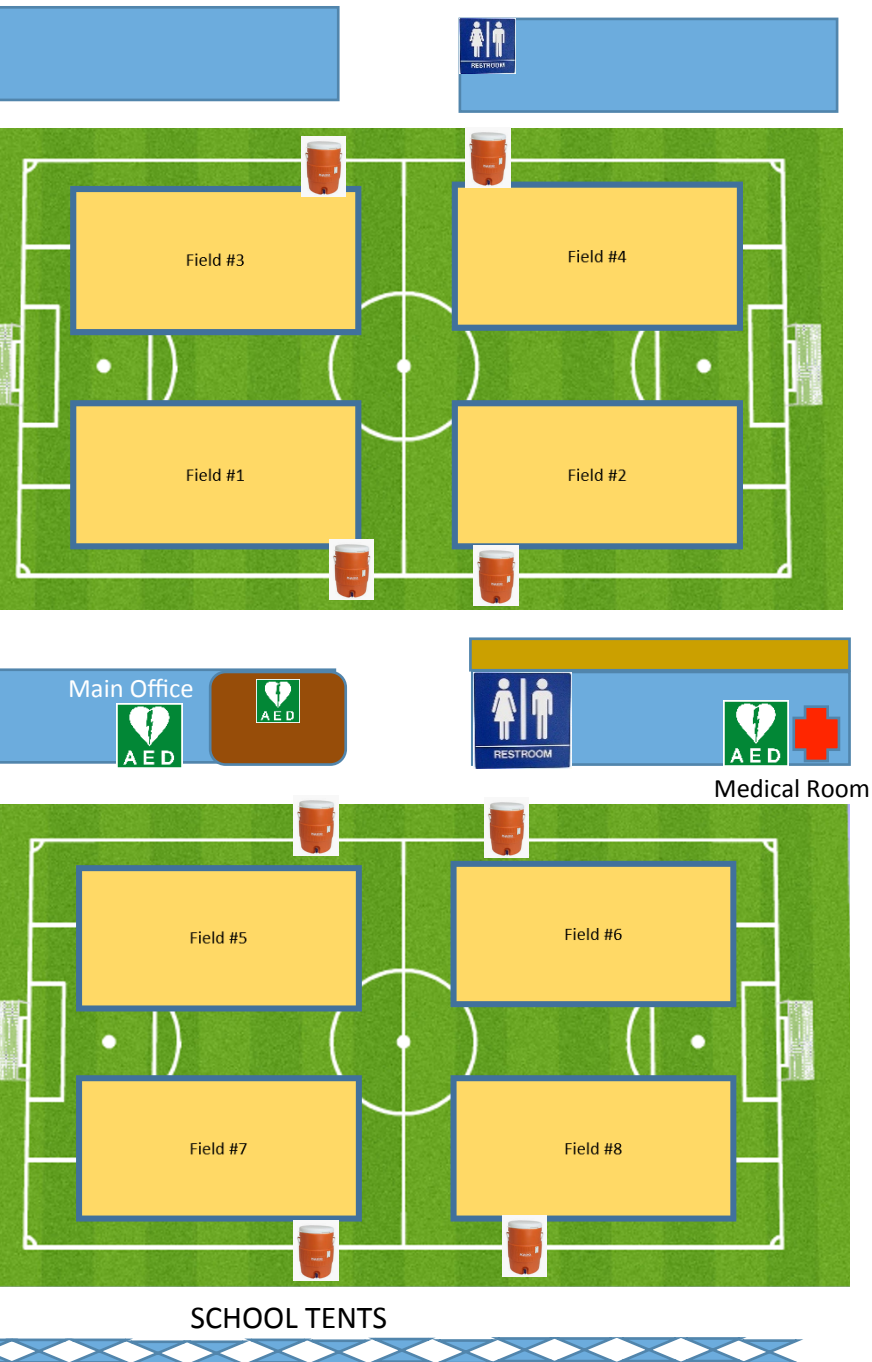 RESTROOM
Field #3
Field #4
Field #1
Field #2
Main Office
AED
AED
RESTROOM
AED
Medical Room
Field #5
Field #6
Field #7
Field #8
SCHOOL TENTS